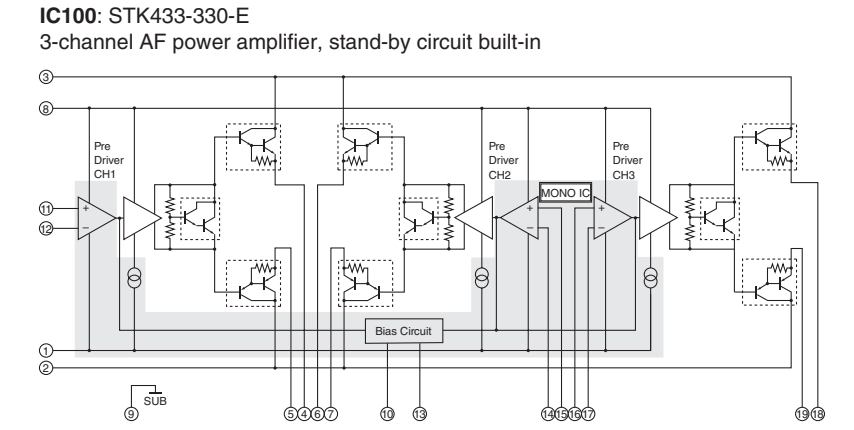 IC100: STK433-330-E
3-channel AF power amplifier, stand-by circuit built-in
3
8
Pre
Driver
CH1
Pre
Driver
CH2
Pre
Driver
CH3
MONO IC
11
12
+
−
+
−
+
−
Bias Circuit
1
2
SUB
9
5
4
6
7
10
13
14
15
16
17
19
18